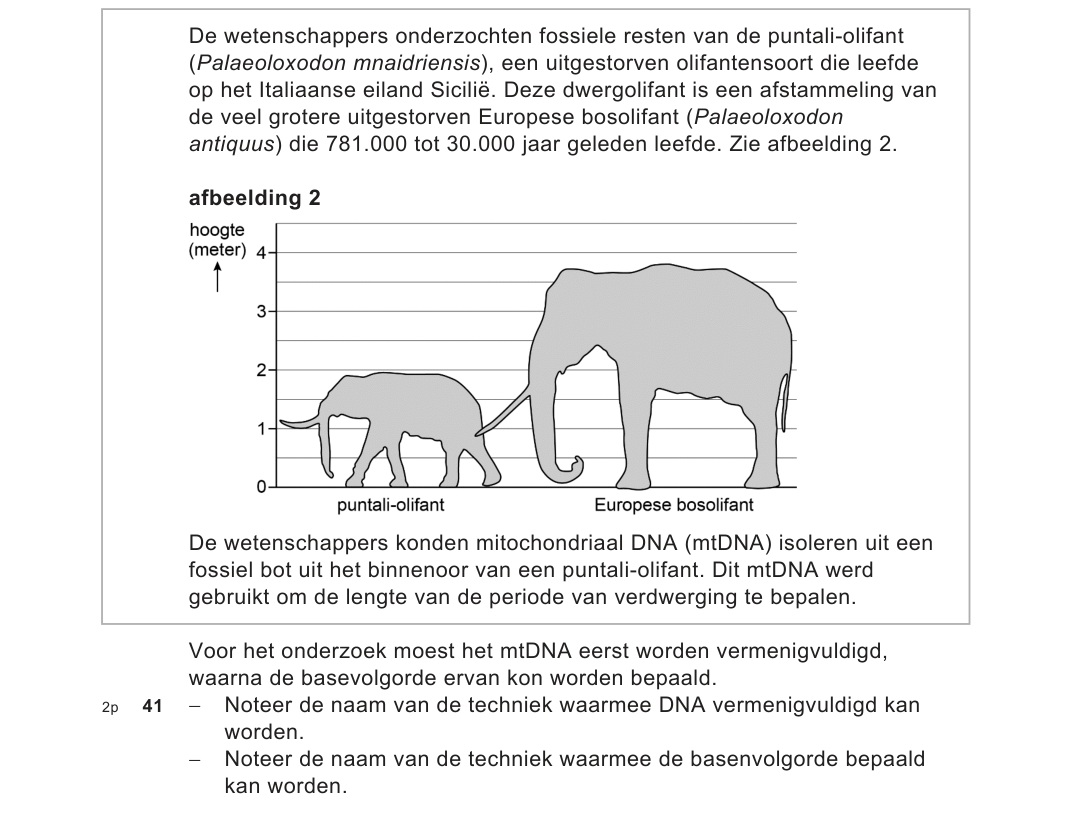 De wetenschappers onderzochten fossiele resten van de puntali-olifant
(Palaeoloxodon mnaidriensis), een uitgestorven olifantensoort die leefde
op het Italiaanse eiland Sicilië. Deze dwergolifant is een afstammeling van
de veel grotere uitgestorven Europese bosolifant (Palaeoloxodon
antiquus) die 781.000 tot 30.000 jaar geleden leefde. Zie afbeelding 2.
afbeelding 2
hoogte
(meter)
4
3
2
1
0
puntali-olifant
Europese bosolifant
De wetenschappers konden mitochondriaal DNA (mtDNA) isoleren uit een
fossiel bot uit het binnenoor van een puntali-olifant. Dit mtDNA werd
gebruikt om de lengte van de periode van verdwerging te bepalen.
Voor het onderzoek moest het mtDNA eerst worden vermenigvuldigd,
waarna de basevolgorde ervan kon worden bepaald.
2p 41 – Noteer de naam van de techniek waarmee DNA vermenigvuldigd kan
worden.
– Noteer de naam van de techniek waarmee de basenvolgorde bepaald
kan worden.